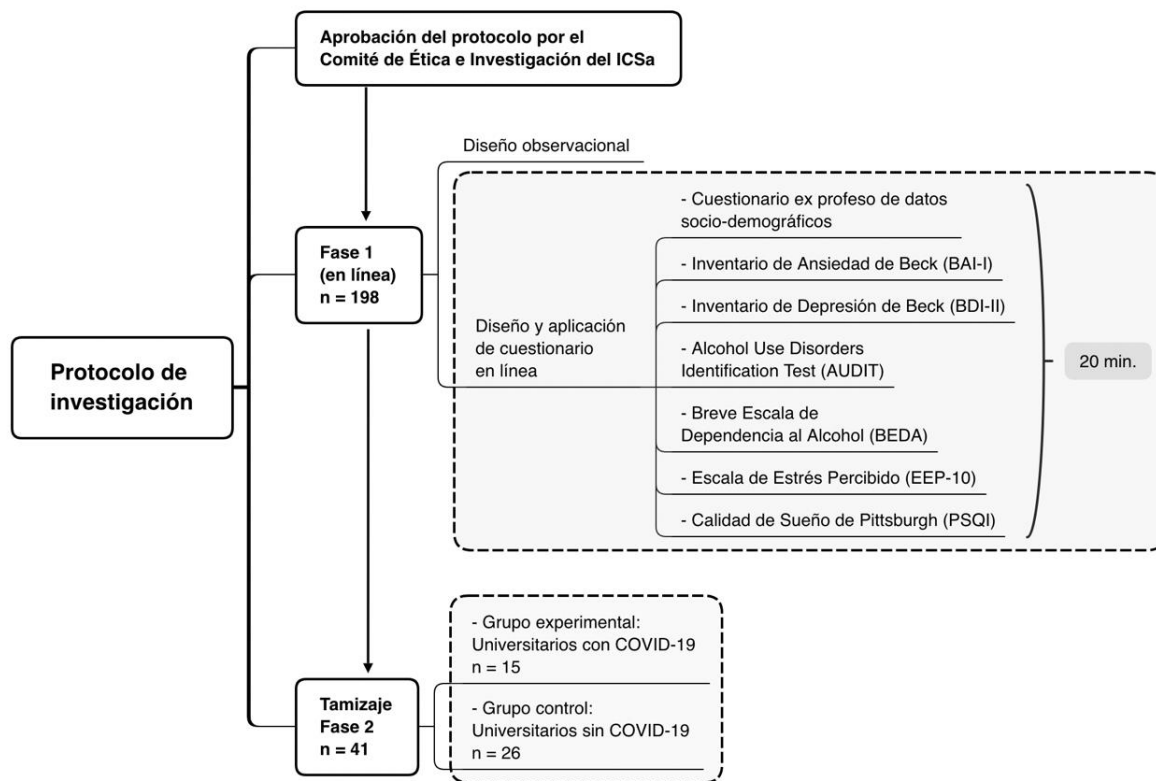 Aprobación del protocolo por el
Comité de Ética e Investigación del ICSa
Diseño observacional
Fase 1
(en línea)
n = 198
Diseño y aplicación
de cuestionario
en línea
- Cuestionario ex profeso de datos
socio-demográficos
- Inventario de Ansiedad de Beck (BAI-I)
- Inventario de Depresión de Beck (BDI-II)
- Alcohol Use Disorders
Identification Test (AUDIT)
- Breve Escala de
Dependencia al Alcohol (BEDA)
- Escala de Estrés Percibido (EEP-10)
- Calidad de Sueño de Pittsburgh (PSQI)
20 min.
Protocolo de
investigación
Tamizaje
Fase 2
n = 41
- Grupo experimental:
Universitarios con COVID-19
n = 15
- Grupo control:
Universitarios sin COVID-19
n = 26